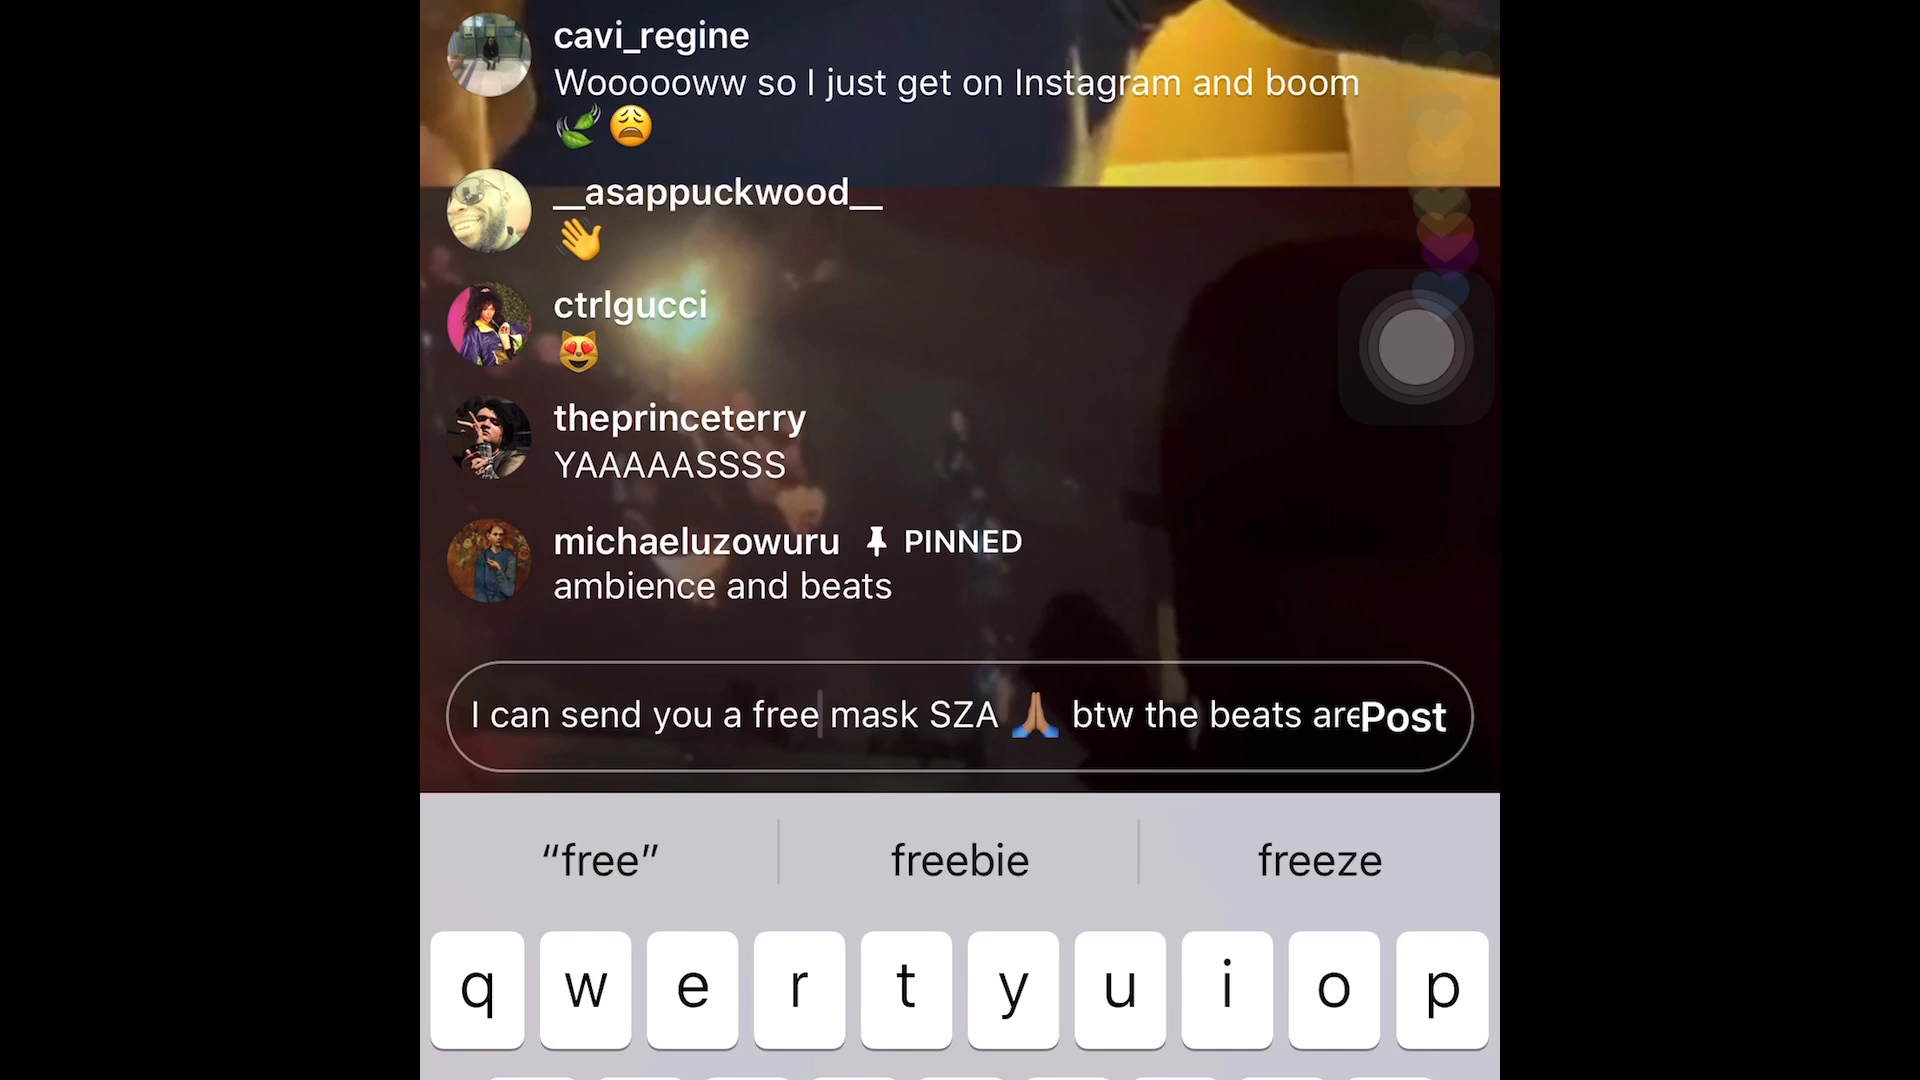 cavi_regine
Woooooww so I just get on Instagram and boom
🍃 😩
__asappuckwood__
👋
ctrlgucci
😻
theprinceterry
YAAAAASSSS
michaeluzowuru PINNED
ambience and beats
I can send you a free mask SZA 🙏🏽 btw the beats are Post
“free” freebie freeze
q w e r t y u i o p